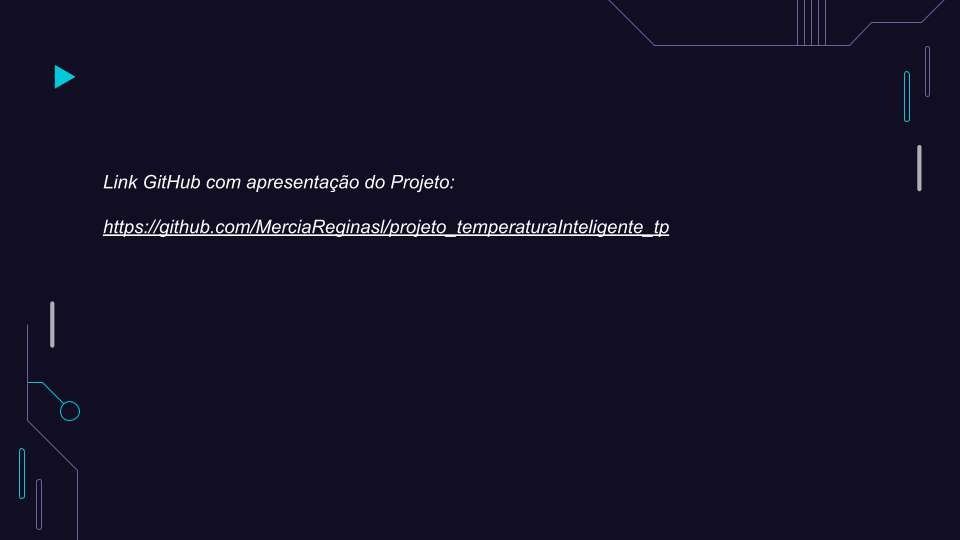 Link GitHub com apresentação do Projeto:
https://github.com/MerciaReginasl/projeto_temperaturaInteligente_tp